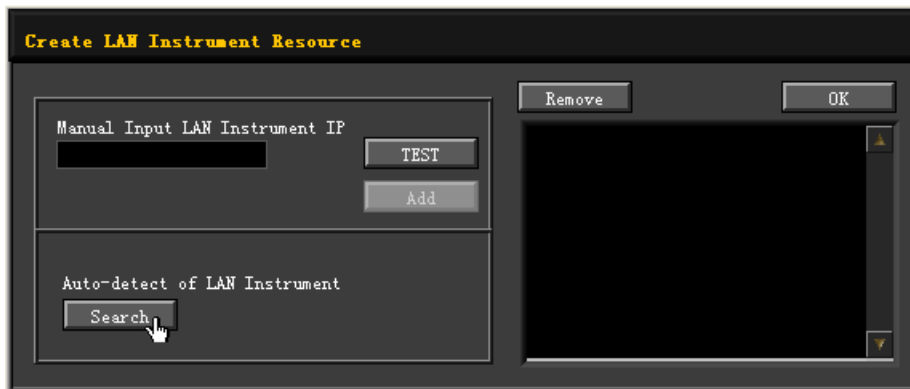 Create LAN Instrument Resource
Remove
OK
Manual Input LAN Instrument IP
TEST
Add
Auto-detect of LAN Instrument
Search